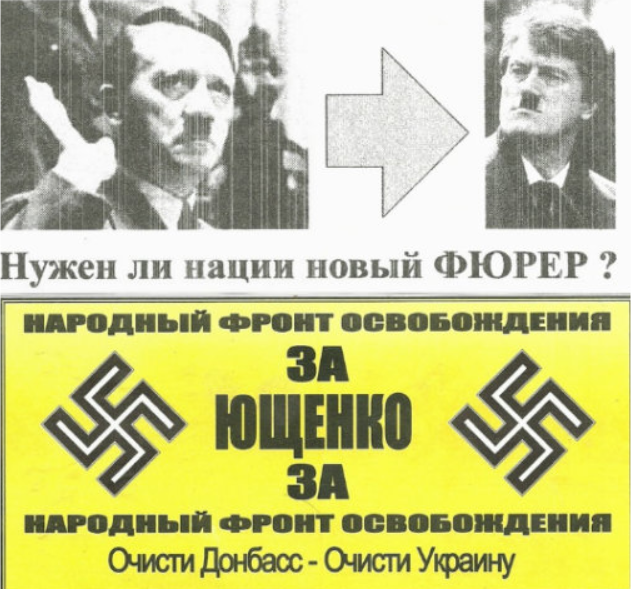 Нужен ли нации новый ФЮРЕР ?
НАРОДНЫЙ ФРОНТ ОСВОБОЖДЕНИЯ
ЗА
ЮЩЕНКО
ЗА
НАРОДНЫЙ ФРОНТ ОСВОБОЖДЕНИЯ
Очисти Донбасс - Очисти Украину